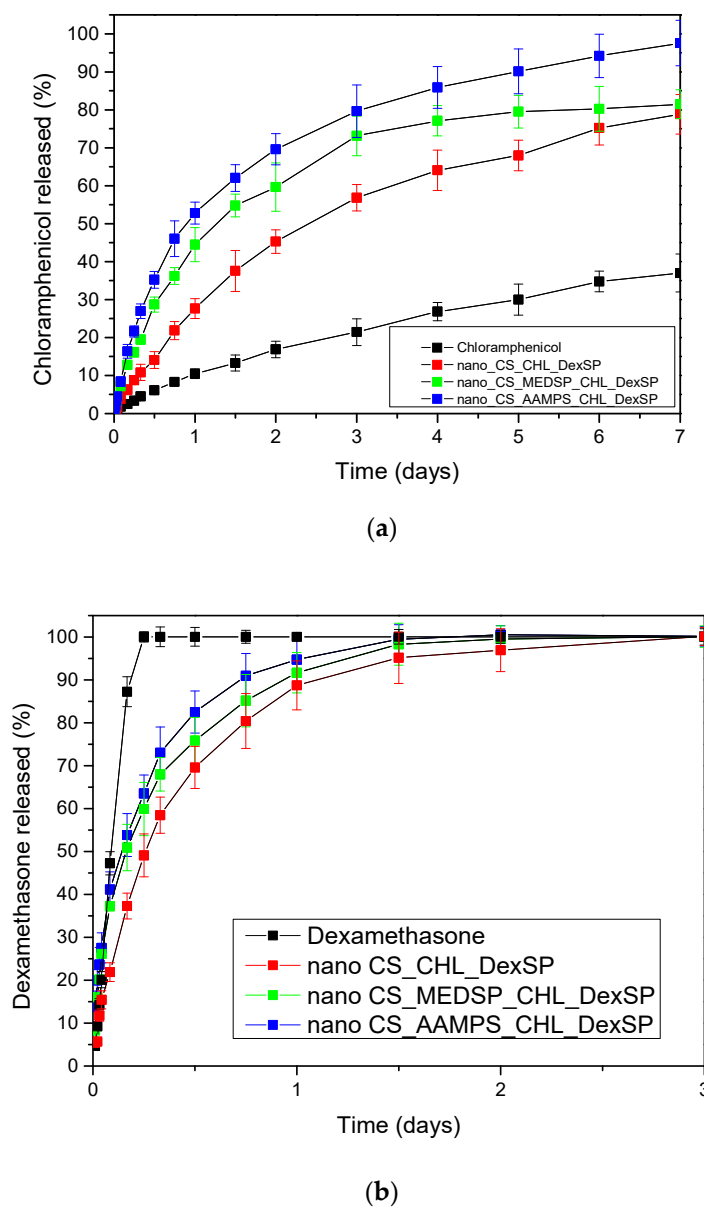 Chloramphenicol released (%)
100
90
80
70
60
50
40
30
20
10
0
Chloramphenicol
nano_CS_CHL_DexSP
nano_CS_MEDSP_CHL_DexSP
nano_CS_AAMPS_CHL_DexSP
0 1 2 3 4 5 6 7
Time (days)
(a)
Dexamethasone released (%)
100
90
80
70
60
50
40
30
20
10
0
Dexamethasone
nano CS_CHL_DexSP
nano CS_MEDSP_CHL_DexSP
nano CS_AAMPS_CHL_DexSP
0 1 2 3
Time (days)
(b)